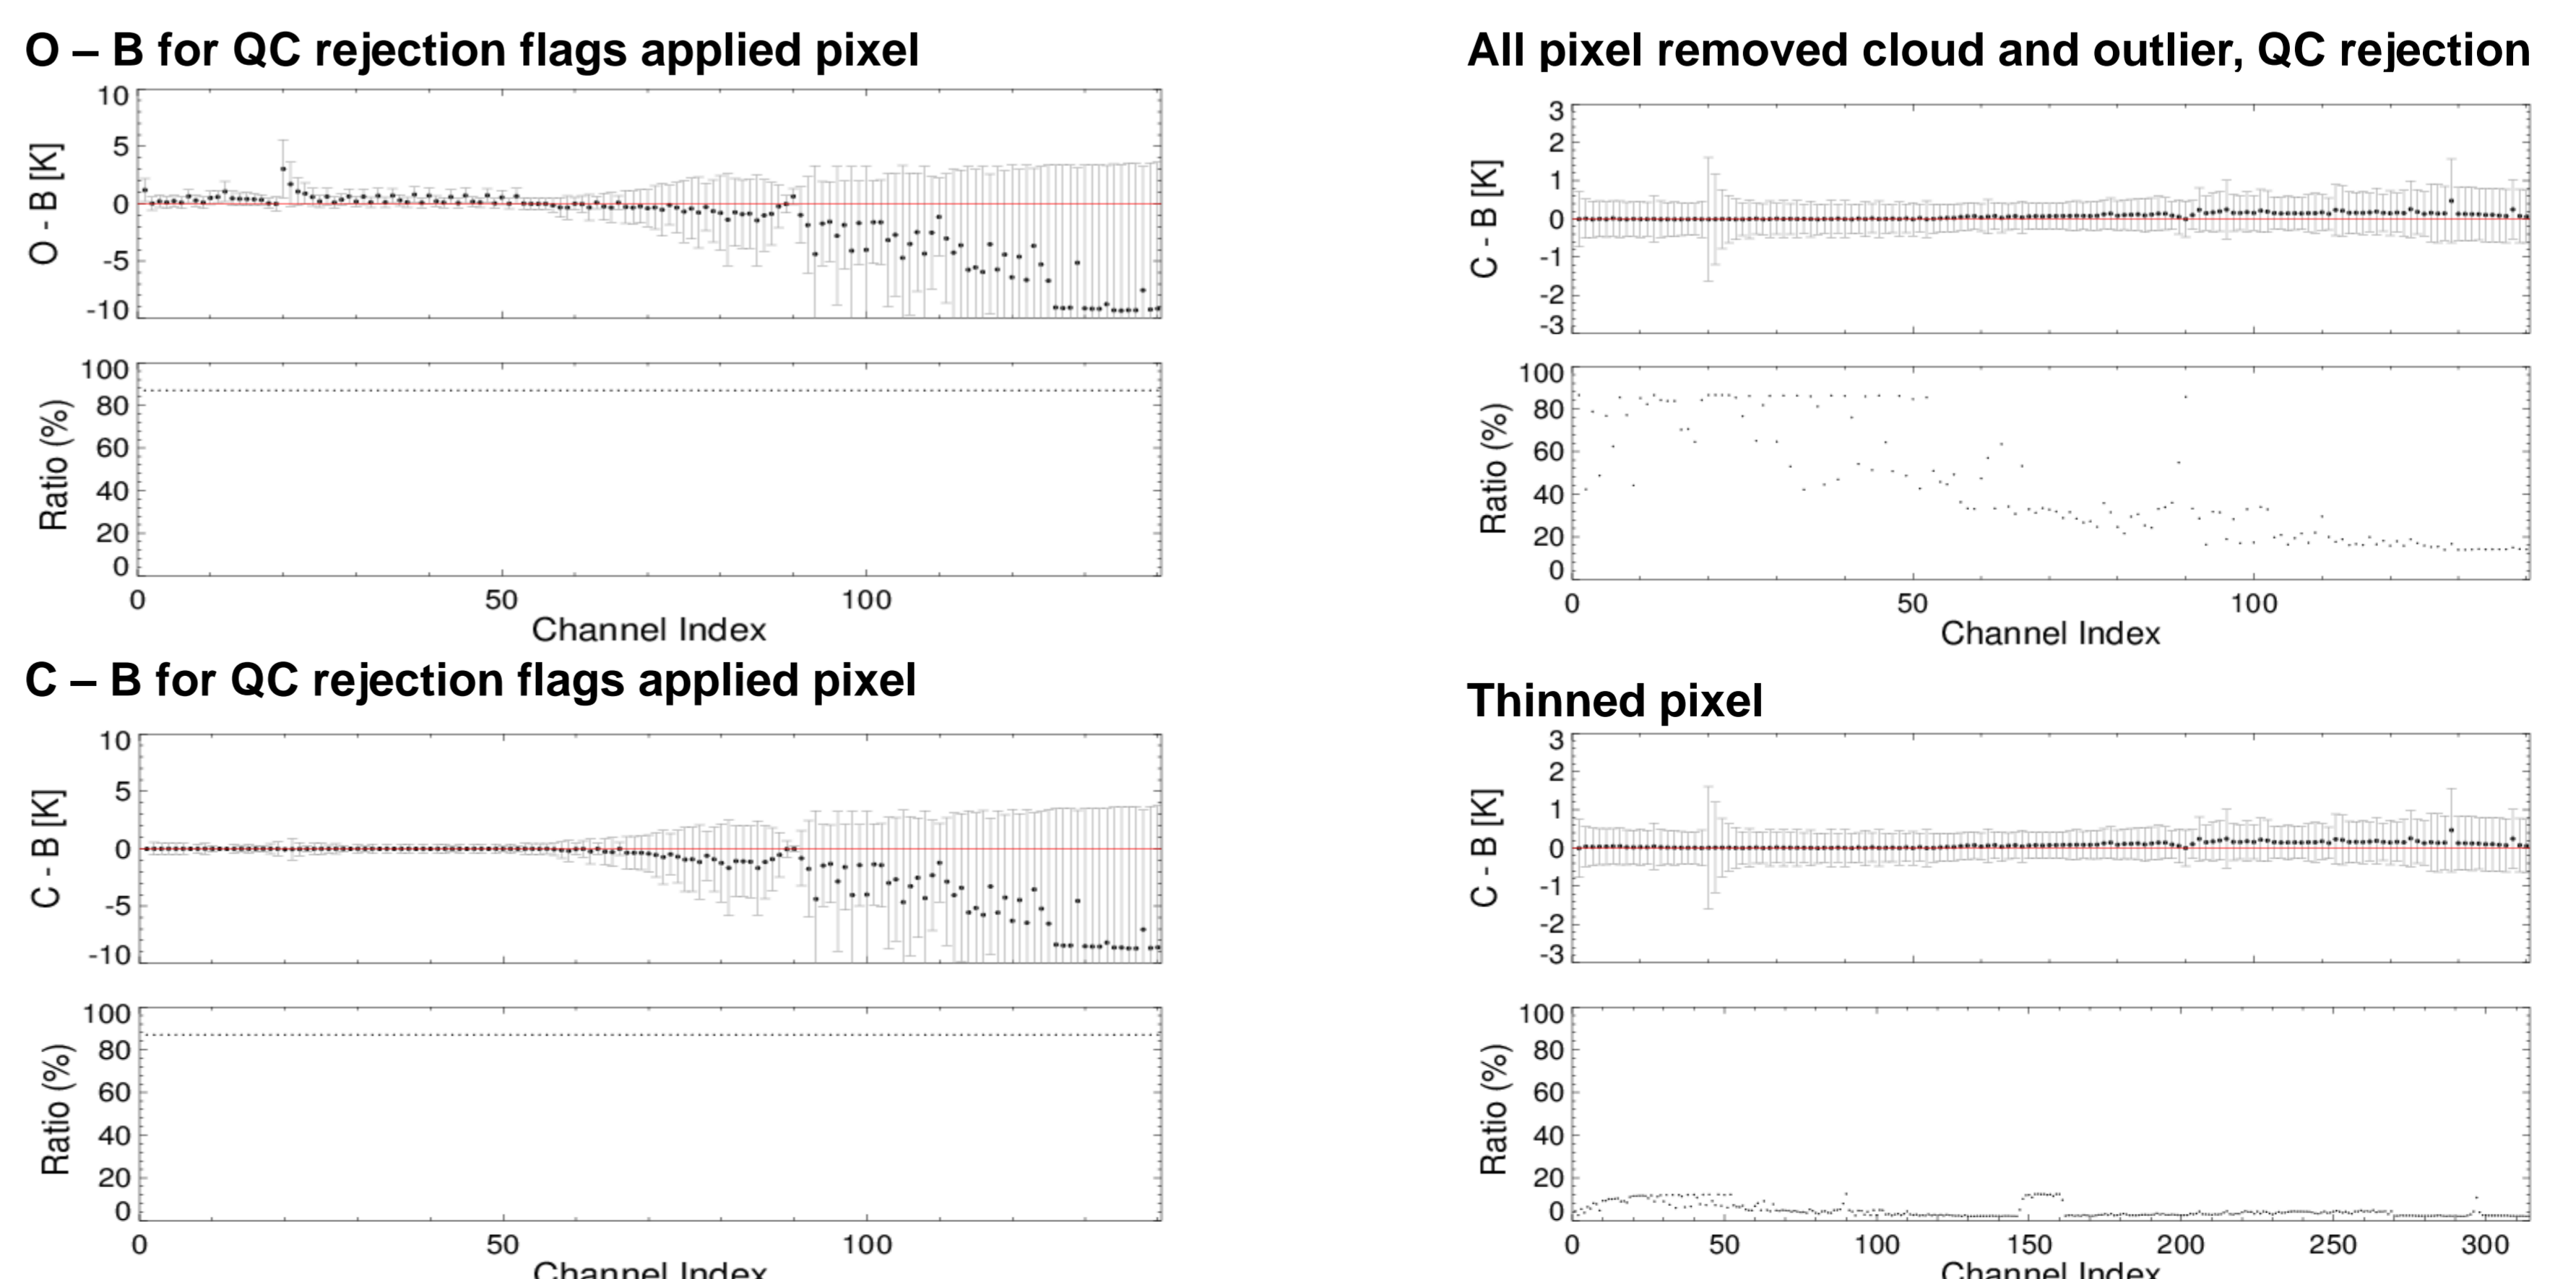 O – B for QC rejection flags applied pixel
10
5
0
-5
-10
O - B [K]
100
80
60
40
20
0
Ratio (%)
0 50 100
Channel Index
C – B for QC rejection flags applied pixel
10
5
0
-5
-10
C - B [K]
100
80
60
40
20
0
Ratio (%)
0 50 100
Channel Index
All pixel removed cloud and outlier, QC rejection
3
2
1
0
-1
-2
-3
C - B [K]
100
80
60
40
20
0
Ratio (%)
0 50 100
Channel Index
Thinned pixel
3
2
1
0
-1
-2
-3
C - B [K]
100
80
60
40
20
0
Ratio (%)
0 50 100 150 200 250 300
Channel Index